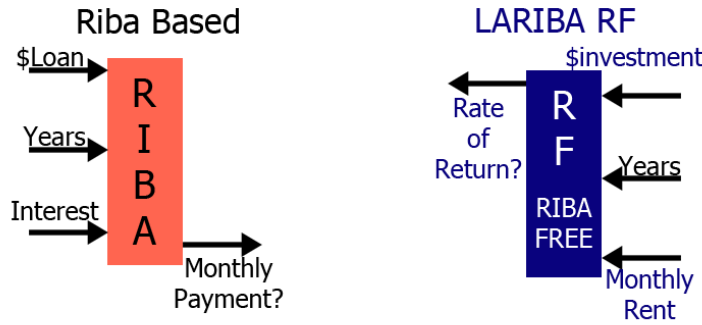 Riba Based
$Loan
Years
Interest
R
I
B
A
Monthly
Payment?
LARIBA RF
$investment
Rate
of
Return?
R
F
RIBA
FREE
Years
Monthly
Rent